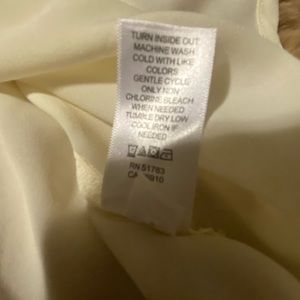 TURN INSIDE OUT
MACHINE WASH
COLD WITH LIKE
COLORS
GENTLE CYCLE
ONLY NON
CHLORINE BLEACH
WHEN NEEDED
TUMBLE DRY LOW
COOL IRON IF
NEEDED
RN 51763